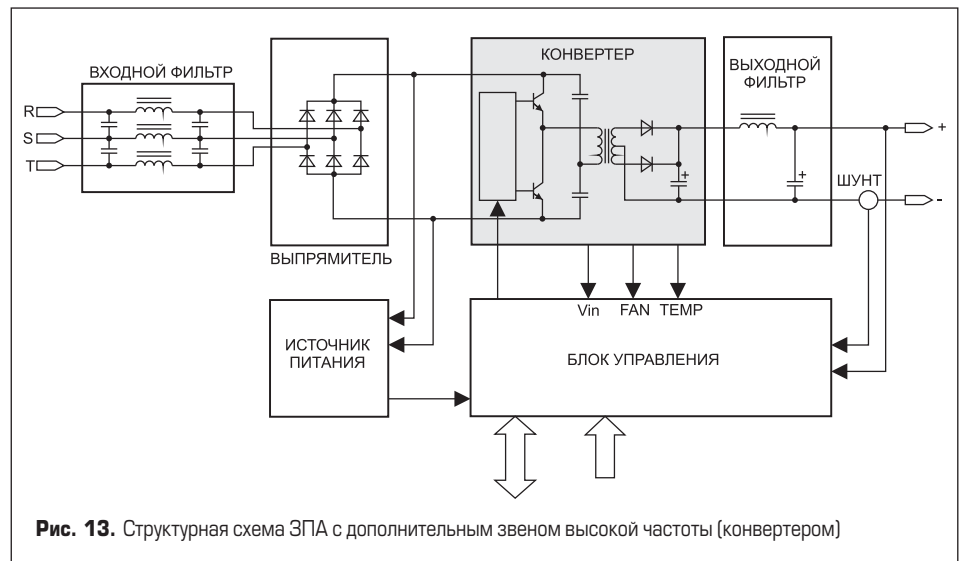 ВХОДНОЙ ФИЛЬТР
R
S
T
ВЫПРЯМИТЕЛЬ
КОНВЕРТЕР
+
ВЫХОДНОЙ
ФИЛЬТР
+
ШУНТ
+
-
ИСТОЧНИК
ПИТАНИЯ
Vin FAN TEMP
БЛОК УПРАВЛЕНИЯ
Рис. 13. Структурная схема ЗПА с дополнительным звеном высокой частоты (конвертером)